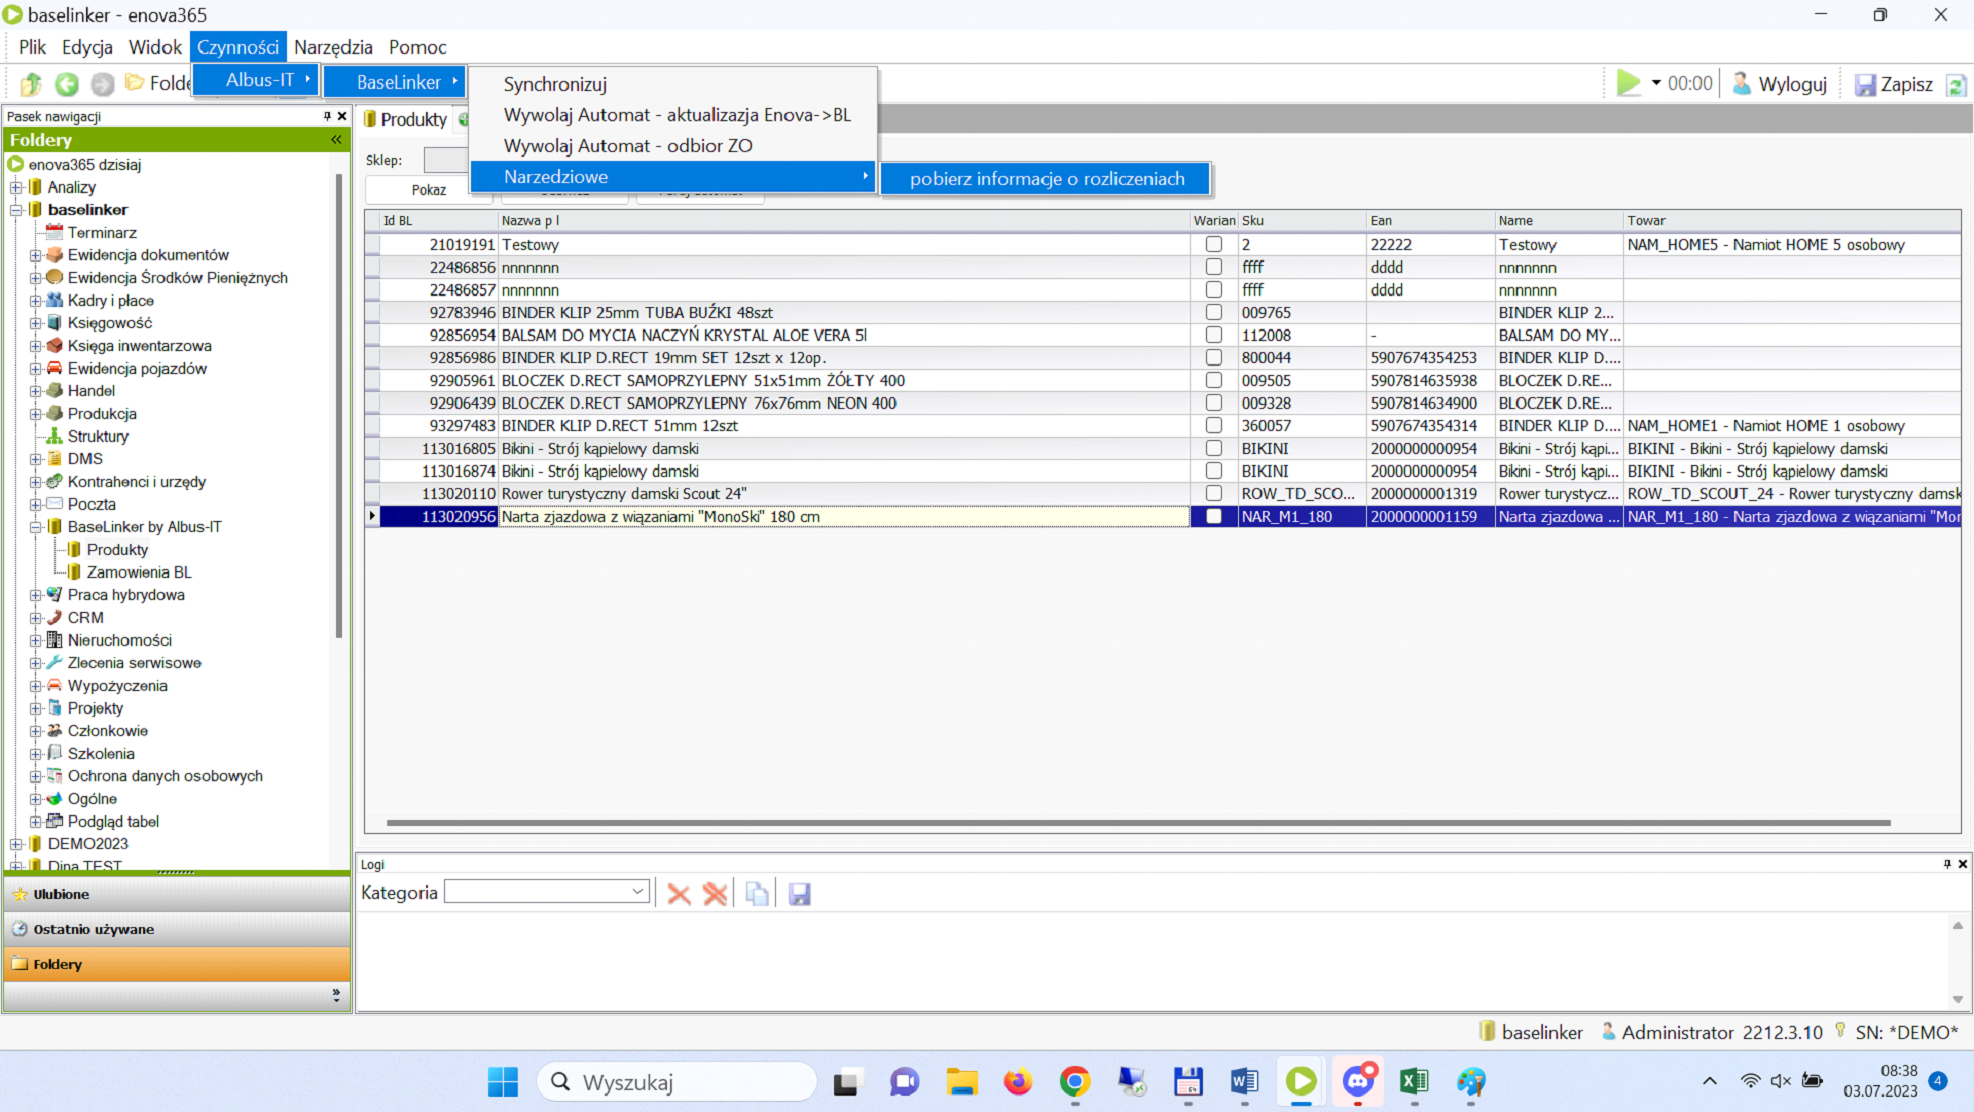 baselinker - enova365
Plik Edycja Widok Czynności Narzędzia Pomoc
Albus-IT BaseLinker 00:00 Wyloguj Zapisz
Synchronizuj
Wywolaj Automat - aktualizazja Enova->BL
Wywolaj Automat - odbior ZO
Narzedziowe pobierz informacje o rozliczeniach
Pasek nawigacji
Foldery
enova365 dzisiaj
Analizy
baselinker
Terminarz
Ewidencja dokumentów
Ewidencja Środków Pieniężnych
Kadry i płace
Księgowość
Księga inwentarzowa
Ewidencja pojazdów
Handel
Produkcja
Struktury
DMS
Kontrahenci i urzędy
Poczta
BaseLinker by Albus-IT
Produkty
Zamowienia BL
Praca hybrydowa
CRM
Nieruchomości
Zlecenia serwisowe
Wypożyczenia
Projekty
Członkowie
Szkolenia
Ochrona danych osobowych
Ogólne
Podgląd tabel
DEMO2023
Dina TEST
Ulubione
Ostatnio używane
Foldery
Produkty
Sklep:
Pokaz
Id BL Nazwa p l Warian Sku Ean Name Towar
21019191 Testowy 2 22222 Testowy NAM_HOME5 - Namiot HOME 5 osobowy
22486856 nnnnnnn ffff dddd nnnnnnn
22486857 nnnnnnn ffff dddd nnnnnnn
92783946 BINDER KLIP 25mm TUBA BUŹKI 48szt 009765 BINDER KLIP 2...
92856954 BALSAM DO MYCIA NACZYŃ KRYSTAL ALOE VERA 5l 112008 - BALSAM DO MY...
92856986 BINDER KLIP D.RECT 19mm SET 12szt x 12op. 800044 5907674354253 BINDER KLIP D....
92905961 BLOCZEK D.RECT SAMOPRZYLEPNY 51x51mm ŻÓŁTY 400 009505 5907814635938 BLOCZEK D.RE...
92906439 BLOCZEK D.RECT SAMOPRZYLEPNY 76x76mm NEON 400 009328 5907814634900 BLOCZEK D.RE...
93297483 BINDER KLIP D.RECT 51mm 12szt 360057 5907674354314 BINDER KLIP D.... NAM_HOME1 - Namiot HOME 1 osobowy
113016805 Bikini - Strój kąpielowy damski BIKINI 2000000000954 Bikini - Strój kąpi... BIKINI - Bikini - Strój kąpielowy damski
113016874 Bikini - Strój kąpielowy damski BIKINI 2000000000954 Bikini - Strój kąpi... BIKINI - Bikini - Strój kąpielowy damski
113020110 Rower turystyczny damski Scout 24" ROW_TD_SCO... 2000000001319 Rower turystycz... ROW_TD_SCOUT_24 - Rower turystyczny damsk
113020956 Narta zjazdowa z wiązaniami "MonoSki" 180 cm NAR_M1_180 2000000001159 Narta zjazdowa ... NAR_M1_180 - Narta zjazdowa z wiązaniami "Mon
Logi
Kategoria
baselinker Administrator 2212.3.10 SN: *DEMO*
Wyszukaj
08:38
03.07.2023
4